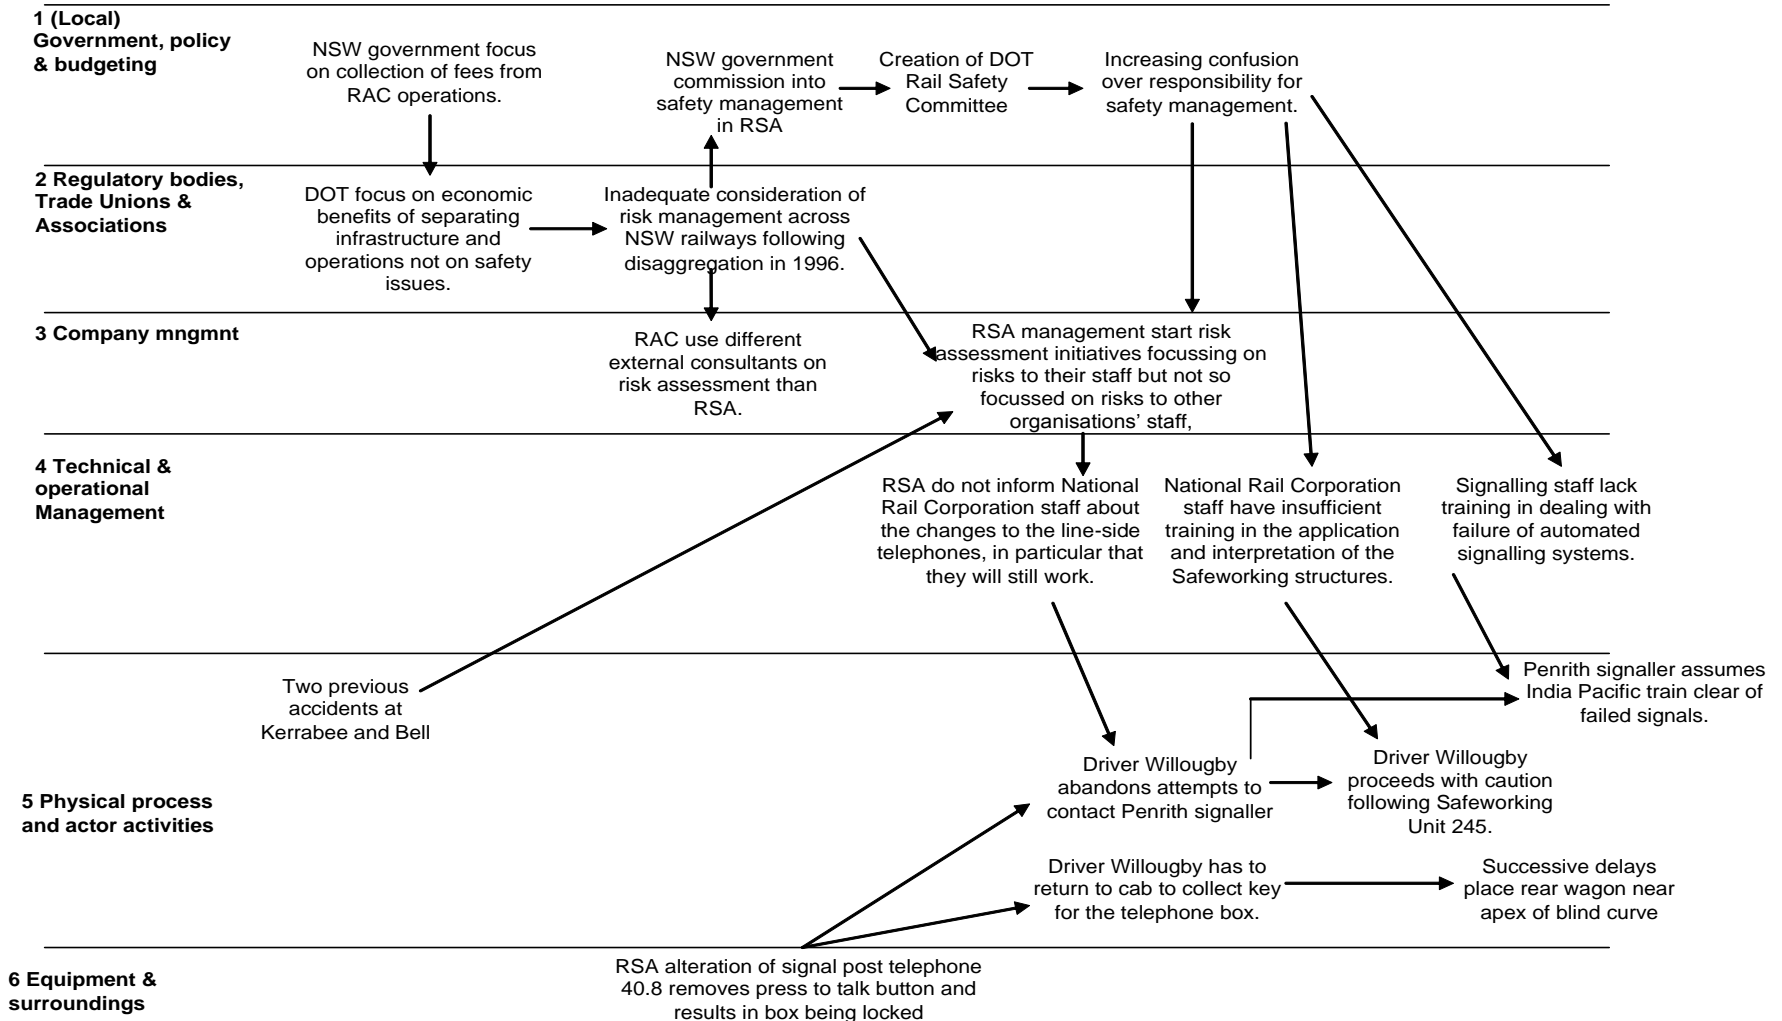 1 (Local)
Government, policy
& budgeting
NSW government focus
on collection of fees from
RAC operations.
NSW government
commission into
safety management
in RSA
Creation of DOT
Rail Safety
Committee
Increasing confusion
over responsibility for
safety management.
2 Regulatory bodies,
Trade Unions &
Associations
DOT focus on economic
benefits of separating
infrastructure and
operations not on safety
issues.
Inadequate consideration of
risk management across
NSW railways following
disaggregation in 1996.
3 Company mngmnt
RAC use different
external consultants on
risk assessment than
RSA.
RSA management start risk
assessment initiatives focussing on
risks to their staff but not so
focussed on risks to other
organisations’ staff,
4 Technical &
operational
Management
RSA do not inform National
Rail Corporation staff about
the changes to the line-side
telephones, in particular that
they will still work.
National Rail Corporation
staff have insufficient
training in the application
and interpretation of the
Safeworking structures.
Signalling staff lack
training in dealing with
failure of automated
signalling systems.
Two previous
accidents at
Kerrabee and Bell
Penrith signaller assumes
India Pacific train clear of
failed signals.
5 Physical process
and actor activities
Driver Willougby
abandons attempts to
contact Penrith signaller
Driver Willougby
proceeds with caution
following Safeworking
Unit 245.
Driver Willougby has to
return to cab to collect key
for the telephone box.
Successive delays
place rear wagon near
apex of blind curve
6 Equipment &
surroundings
RSA alteration of signal post telephone
40.8 removes press to talk button and
results in box being locked